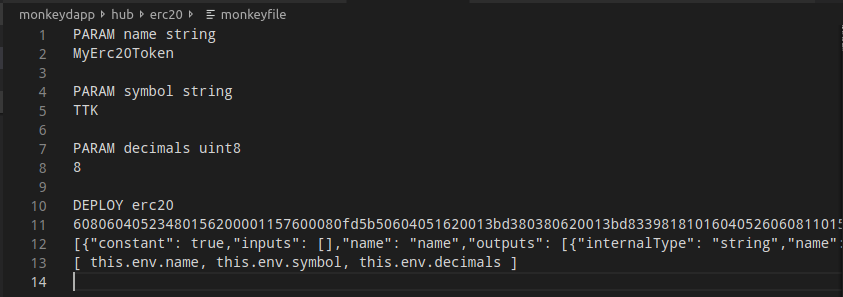 monkeydapp › hub › erc20 › monkeyfile
1 PARAM name string
2 MyErc20Token
3
4 PARAM symbol string
5 TTK
6
7 PARAM decimals uint8
8 8
9
10 DEPLOY erc20
11 608060405234801562000011576000​80fd5b50604051620013bd380380620013bd83398181016040526060811015
12 [{"constant": true,"inputs": [],"name": "name","outputs": [{"internalType": "string","name":
13 [ this.env.name, this.env.symbol, this.env.decimals ]
14